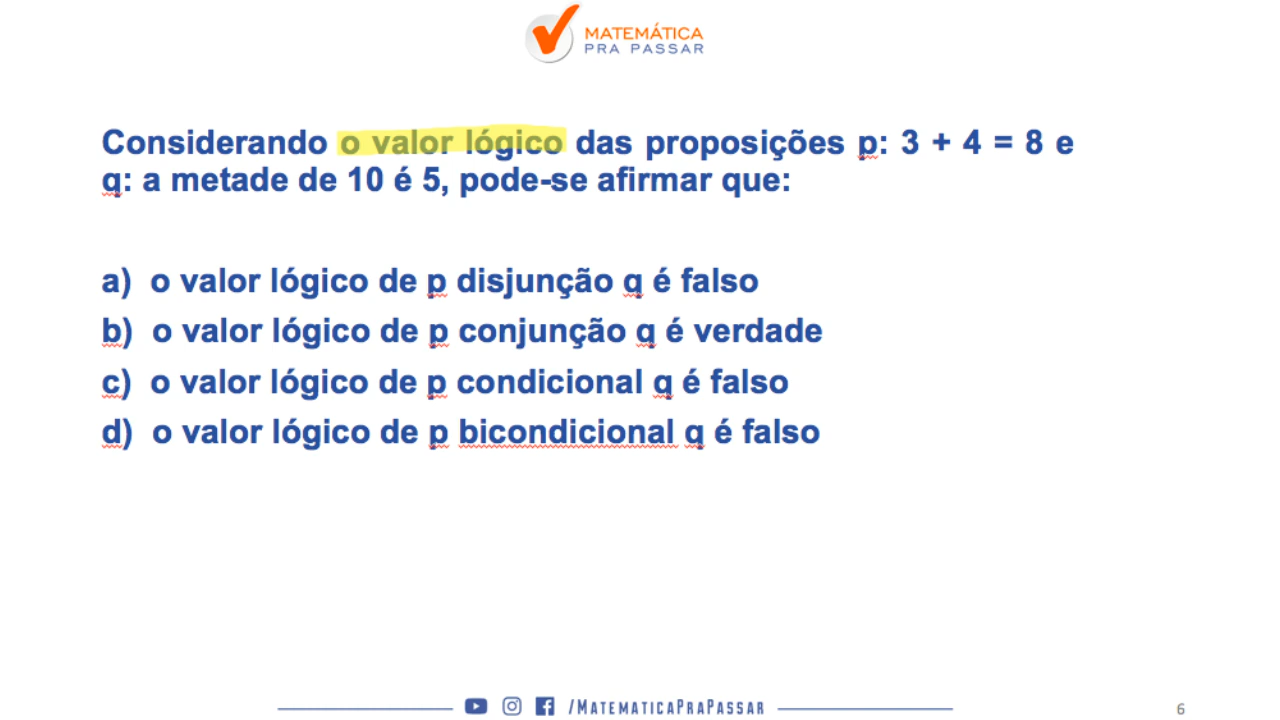 MATEMÁTICA
PRA PASSAR
Considerando o valor lógico das proposições p: 3 + 4 = 8 e
q: a metade de 10 é 5, pode-se afirmar que:
a) o valor lógico de p disjunção q é falso
b) o valor lógico de p conjunção q é verdade
c) o valor lógico de p condicional q é falso
d) o valor lógico de p bicondicional q é falso
/MATEMATICAPRAPASSAR
6